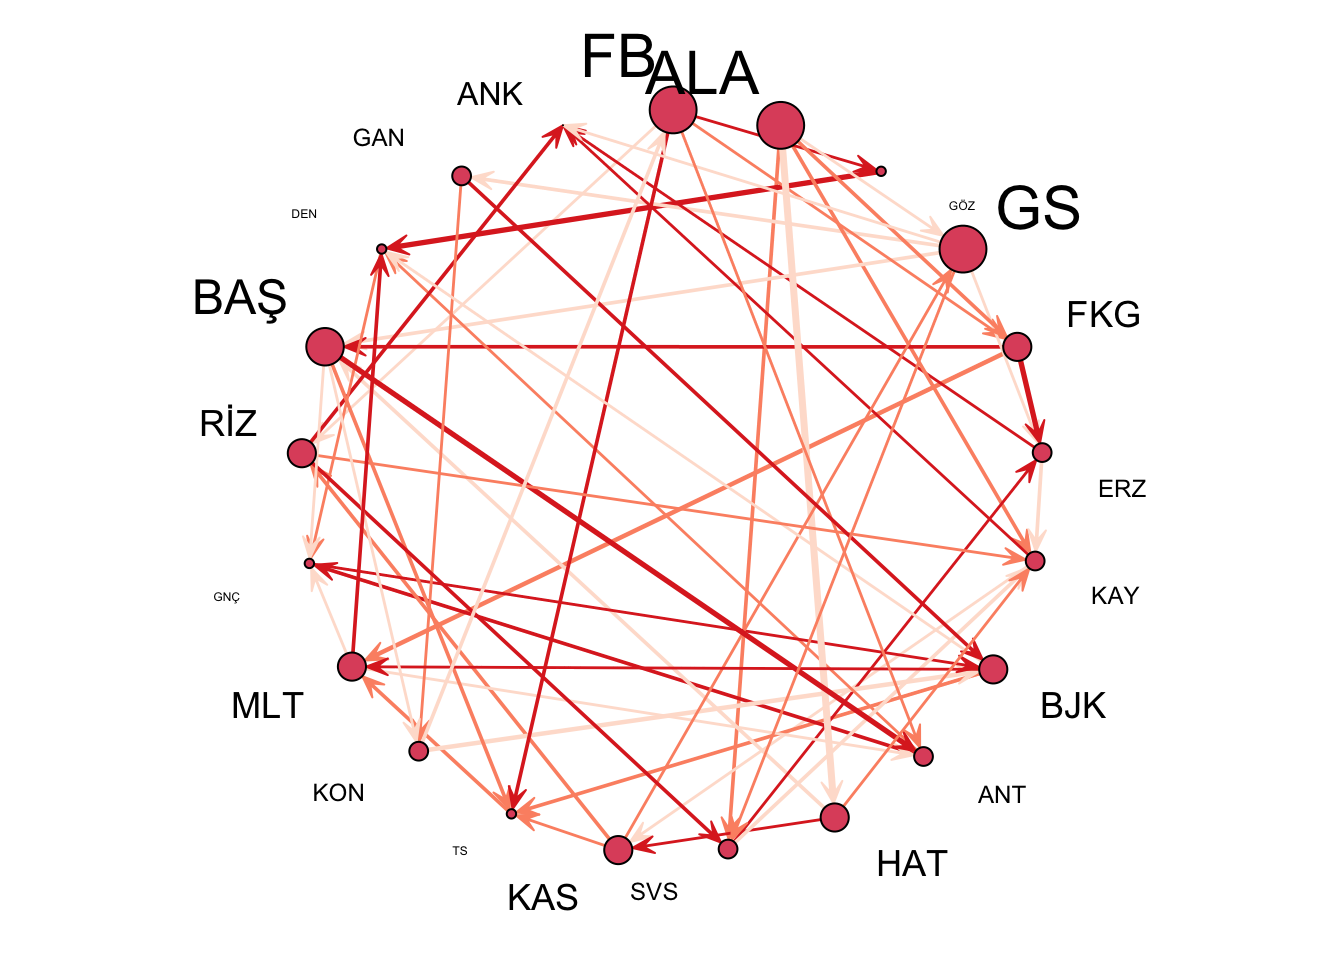 FB
ALA
ANK
GAN
GÖZ
GS
DEN
BAŞ
FKG
RİZ
ERZ
GNÇ
KAY
MLT
BJK
KON
ANT
TS
HAT
KAS
SVS